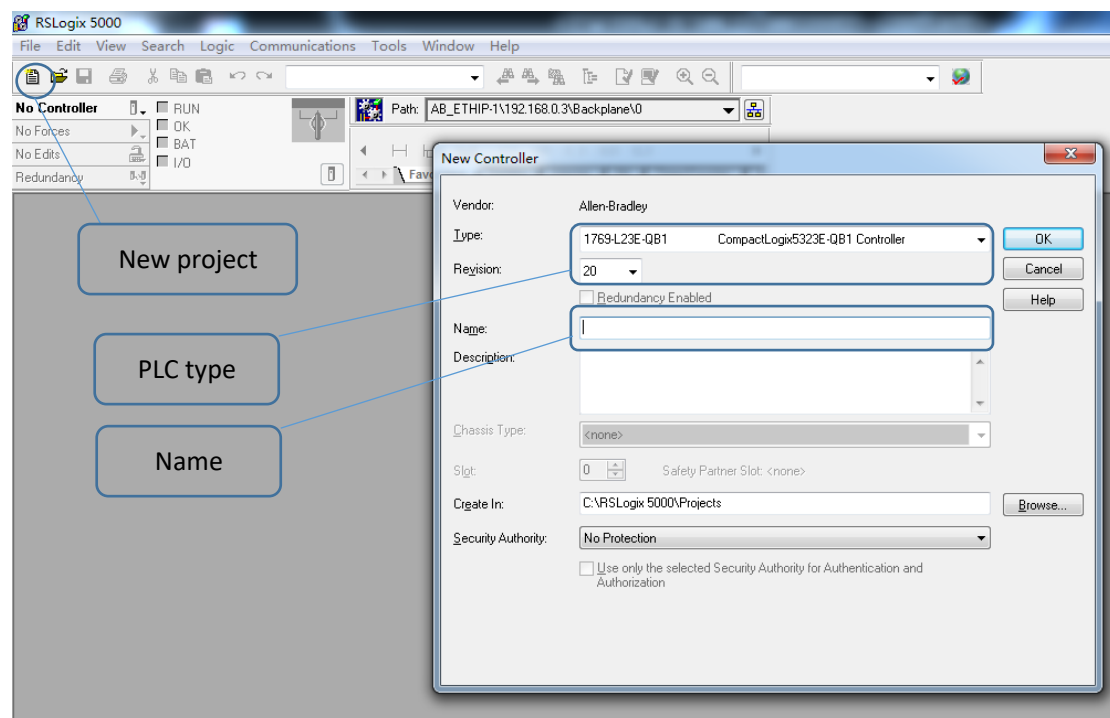 RSLogix 5000
File Edit View Search Logic Communications Tools Window Help
No Controller
RUN
Path: AB_ETHIP-1\192.168.0.3\Backplane\0
No Forces
OK
No Edits
BAT
I/O
Redundancy
Favo
New Controller
Vendor: Allen-Bradley
Type: 1769-L23E-QB1 CompactLogix5323E-QB1 Controller
OK
Revision: 20
Cancel
Redundancy Enabled
Help
Name:
Description:
Chassis Type: <none>
Slot: 0 Safety Partner Slot: <none>
Create In: C:\RSLogix 5000\Projects
Browse...
Security Authority: No Protection
Use only the selected Security Authority for Authentication and
Authorization
New project
PLC type
Name